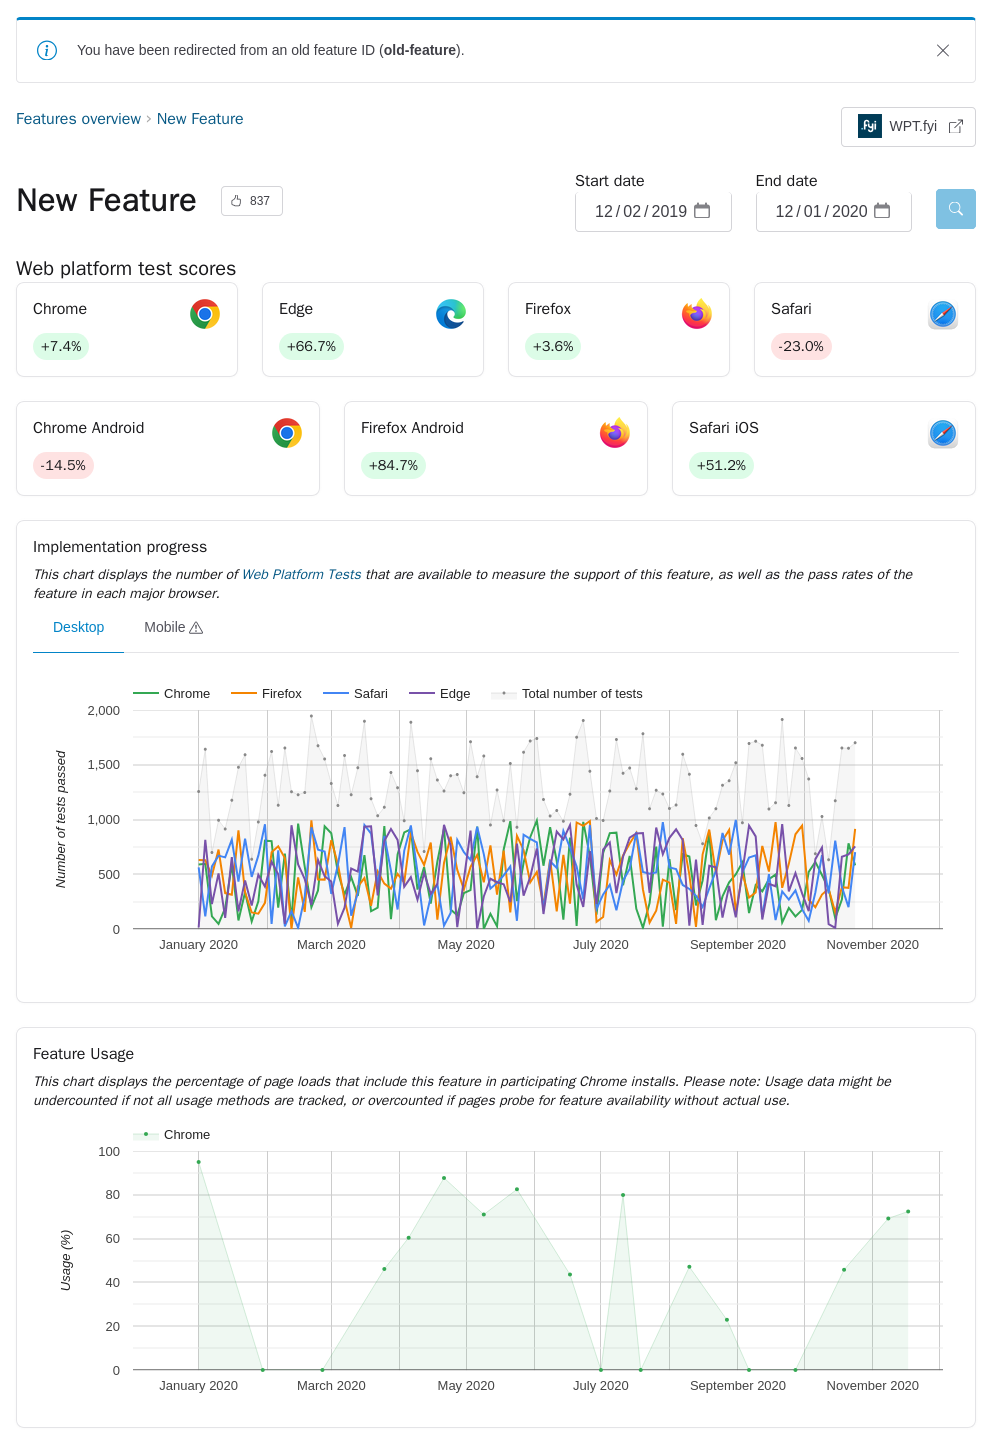 You have been redirected from an old feature ID (old-feature).
Features overview › New Feature
.fyi WPT.fyi
New Feature
837
Start date
12/02/2019
End date
12/01/2020
Web platform test scores
Chrome
+7.4%
Edge
+66.7%
Firefox
+3.6%
Safari
-23.0%
Chrome Android
-14.5%
Firefox Android
+84.7%
Safari iOS
+51.2%
Implementation progress
This chart displays the number of Web Platform Tests that are available to measure the support of this feature, as well as the pass rates of the
feature in each major browser.
Desktop
Mobile
Chrome Firefox Safari Edge Total number of tests
Number of tests passed
2,000
1,500
1,000
500
0
January 2020 March 2020 May 2020 July 2020 September 2020 November 2020
Feature Usage
This chart displays the percentage of page loads that include this feature in participating Chrome installs. Please note: Usage data might be
undercounted if not all usage methods are tracked, or overcounted if pages probe for feature availability without actual use.
Chrome
Usage (%)
100
80
60
40
20
0
January 2020 March 2020 May 2020 July 2020 September 2020 November 2020